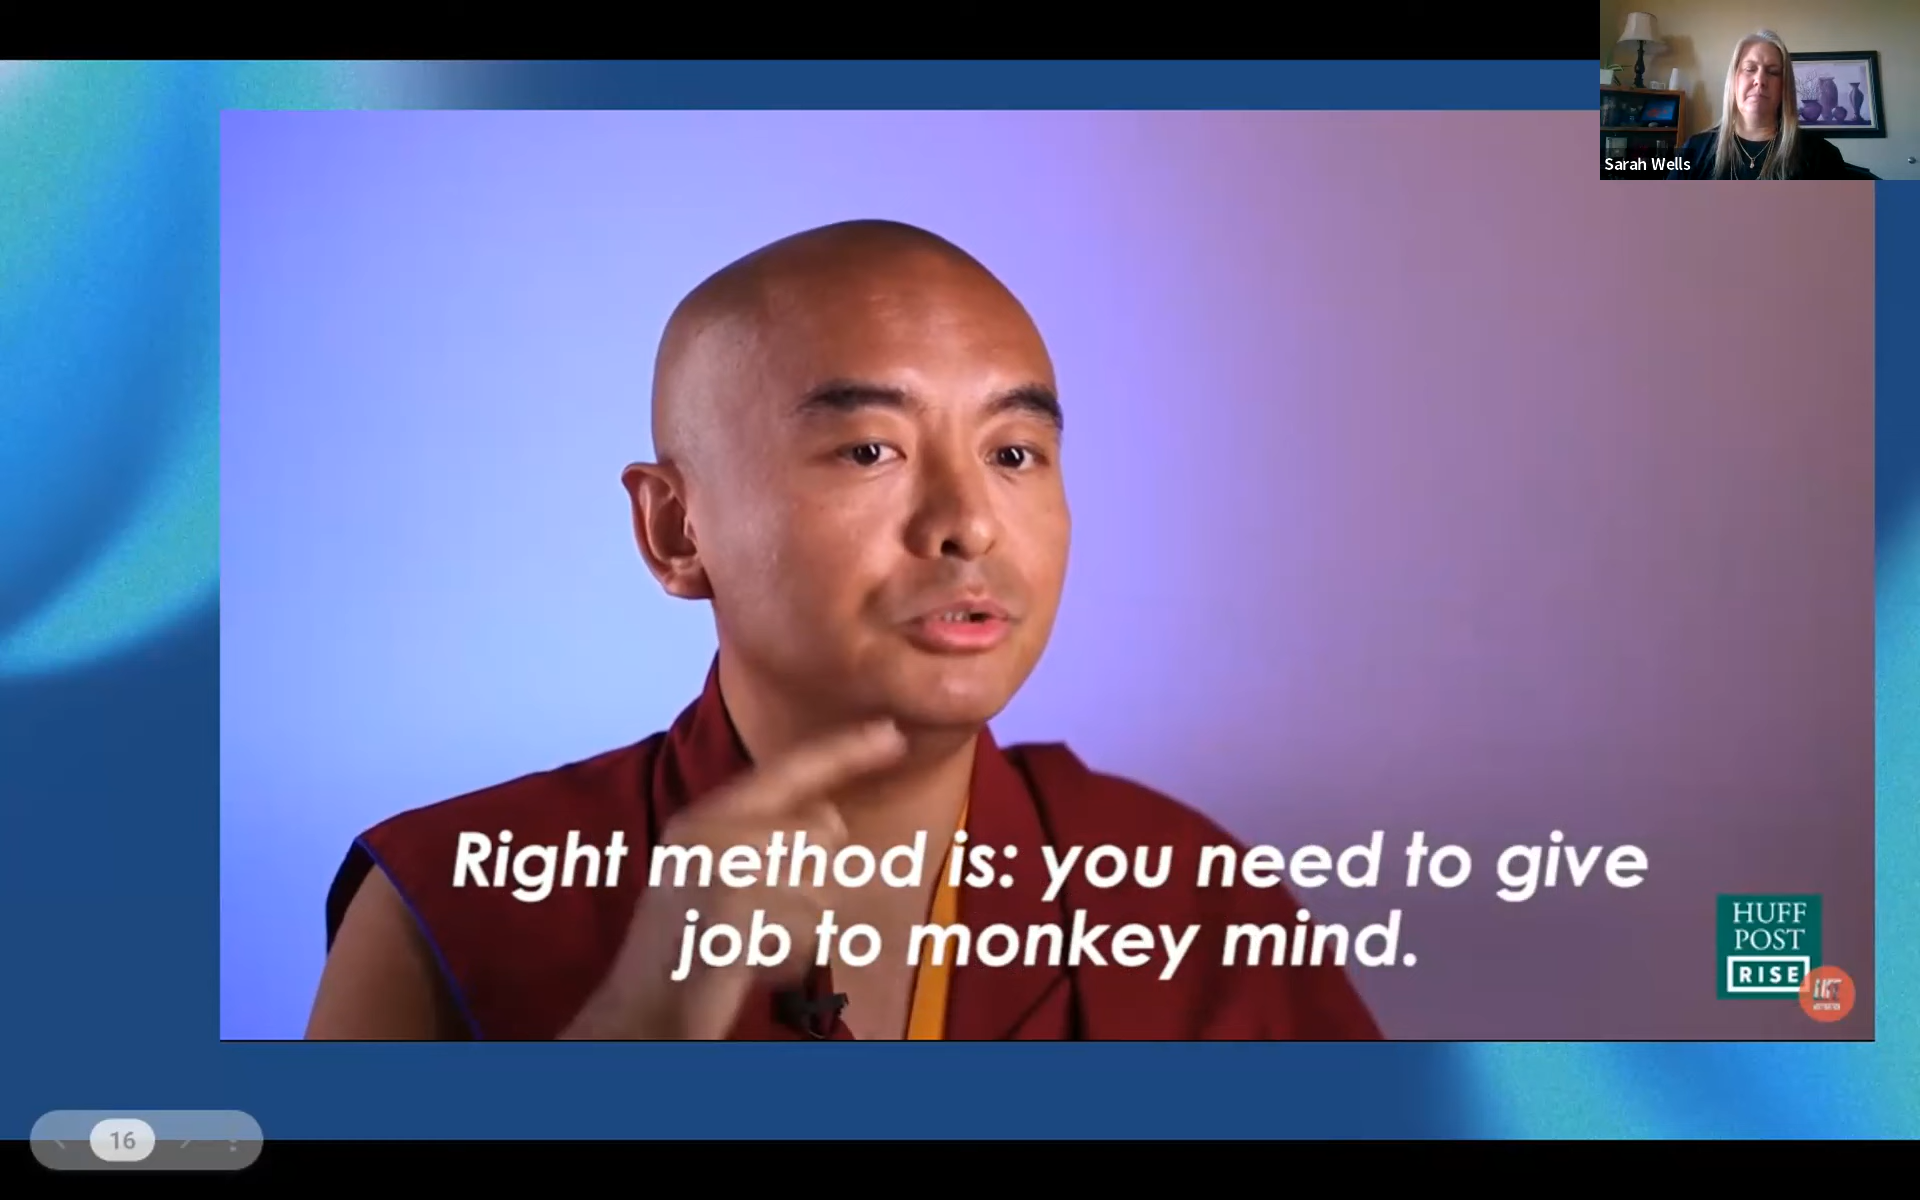 Sarah Wells
Right method is: you need to give
job to monkey mind.
HUFF
POST
RISE
16